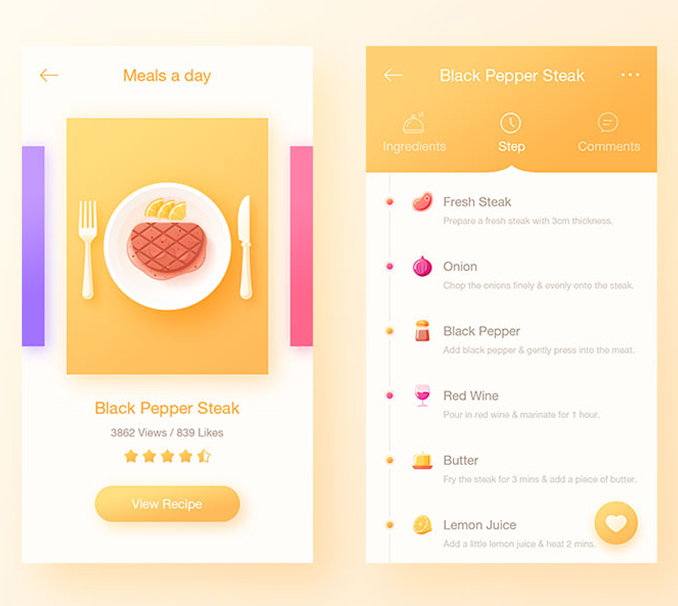 Meals a day
Black Pepper Steak
3862 Views / 839 Likes
View Recipe
Black Pepper Steak
Ingredients
Step
Comments
Fresh Steak
Prepare a fresh steak with 3cm thickness.
Onion
Chop the onions finely & evenly onto the steak.
Black Pepper
Add black pepper & gently press into the meat.
Red Wine
Pour in red wine & marinate for 1 hour.
Butter
Fry the steak for 3 mins & add a piece of butter.
Lemon Juice
Add a little lemon juice & heat 2 mins.